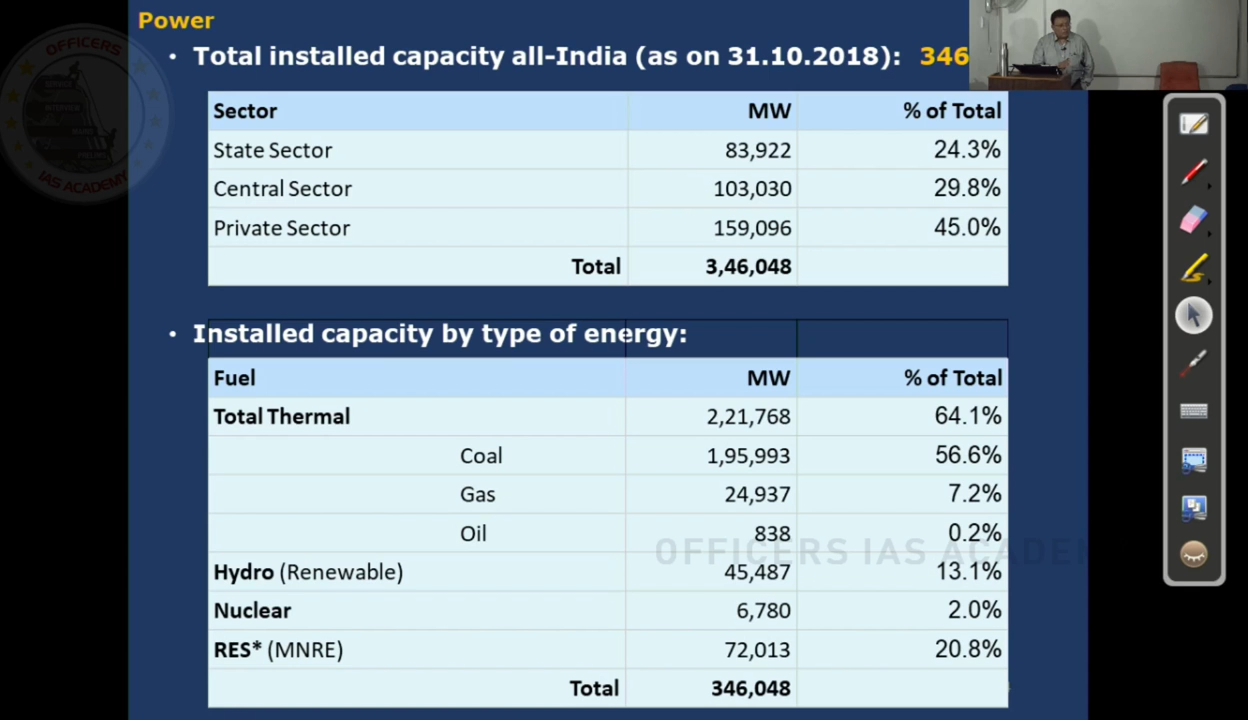 Power
• Total installed capacity all-India (as on 31.10.2018): 346
OFFICERS
IAS ACADEMY
Sector MW % of Total
State Sector 83,922 24.3%
Central Sector 103,030 29.8%
Private Sector 159,096 45.0%
Total 3,46,048
• Installed capacity by type of energy:
Fuel MW % of Total
Total Thermal 2,21,768 64.1%
Coal 1,95,993 56.6%
Gas 24,937 7.2%
Oil 838 0.2%
OFFICERS IAS ACADEM
Hydro (Renewable) 45,487 13.1%
Nuclear 6,780 2.0%
RES* (MNRE) 72,013 20.8%
Total 346,048